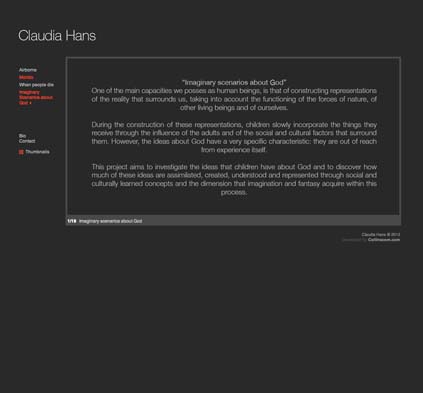 Claudia Hans
Airborne
Mundo
When people die
Imaginary
Scenarios about
God
Bio
Contact
Thumbnails
"Imaginary scenarios about God"
One of the main capacities we posses as human beings, is that of constructing representations
of the reality that surrounds us, taking into account the functioning of the forces of nature, of
other living beings and of ourselves.
During the construction of these representations, children slowly incorporate the things they
receive through the influence of the adults and of the social and cultural factors that surround
them. However, the ideas about God have a very specific characteristic: they are out of reach
from experience itself.
This project aims to investigate the ideas that children have about God and to discover how
much of these ideas are assimilated, created, understood and represented through social and
culturally learned concepts and the dimension that imagination and fantasy acquire within this
process.
1/19 Imaginary scenarios about God
Claudia Hans © 2013